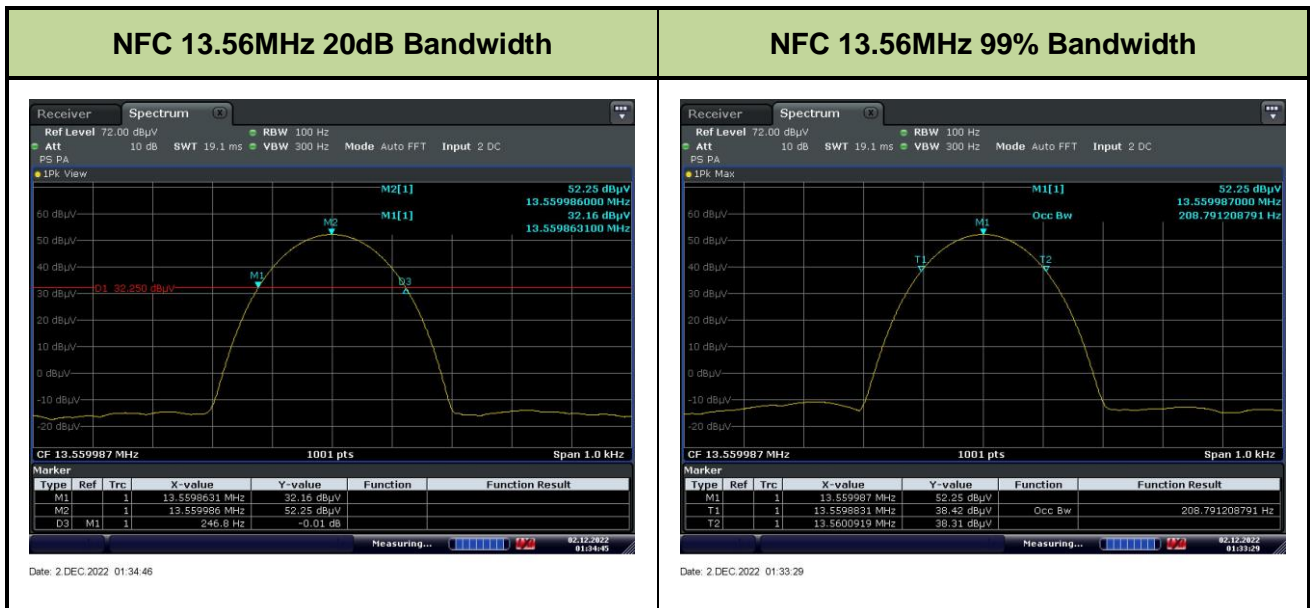 NFC 13.56MHz 20dB Bandwidth
Receiver Spectrum
Ref Level 72.00 dBµV RBW 100 Hz
Att 10 dB SWT 19.1 ms VBW 300 Hz Mode Auto FFT Input 2 DC
PS PA
1Pk View
M2[1] 52.25 dBµV
13.559986000 MHz
60 dBµV M2 M1[1] 32.16 dBµV
13.559863100 MHz
50 dBµV
40 dBµV
M1 D3
D1 32.250 dBµV
30 dBµV
20 dBµV
10 dBµV
0 dBµV
-10 dBµV
-20 dBµV
CF 13.559987 MHz 1001 pts Span 1.0 kHz
Marker
Type Ref Trc X-value Y-value Function Function Result
M1 1 13.5598631 MHz 32.16 dBµV
M2 1 13.559986 MHz 52.25 dBµV
D3 M1 1 246.8 Hz -0.01 dB
Measuring... 02.12.2022
01:34:45
Date: 2.DEC.2022 01:34:46
NFC 13.56MHz 99% Bandwidth
Receiver Spectrum
Ref Level 72.00 dBµV RBW 100 Hz
Att 10 dB SWT 19.1 ms VBW 300 Hz Mode Auto FFT Input 2 DC
PS PA
1Pk Max
M1[1] 52.25 dBµV
13.559987000 MHz
60 dBµV M1 Occ Bw 208.791208791 Hz
50 dBµV
T1 T2
40 dBµV
30 dBµV
20 dBµV
10 dBµV
0 dBµV
-10 dBµV
-20 dBµV
CF 13.559987 MHz 1001 pts Span 1.0 kHz
Marker
Type Ref Trc X-value Y-value Function Function Result
M1 1 13.559987 MHz 52.25 dBµV
T1 1 13.5598831 MHz 38.42 dBµV Occ Bw 208.791208791 Hz
T2 1 13.5600919 MHz 38.31 dBµV
Measuring... 02.12.2022
01:33:29
Date: 2.DEC.2022 01:33:29